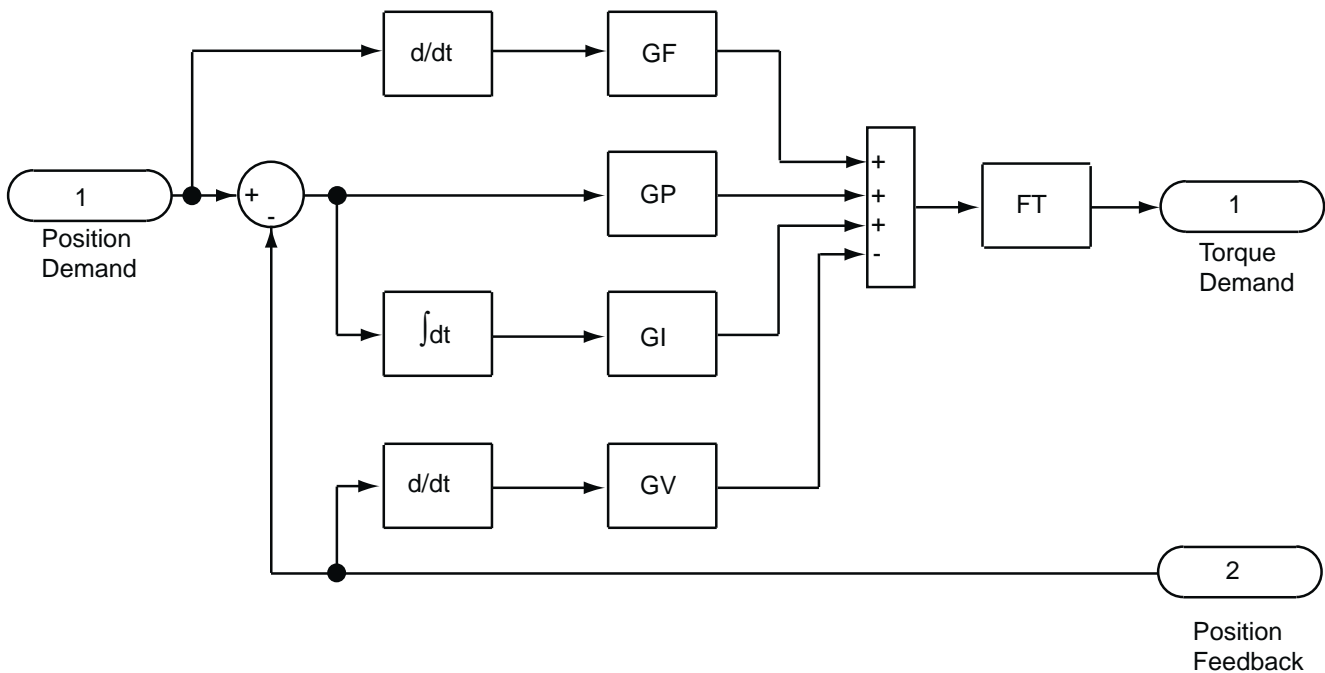 d/dt
GF
1
Position
Demand
+
-
GP
+
+
+
-
FT
1
Torque
Demand
∫dt
GI
d/dt
GV
2
Position
Feedback